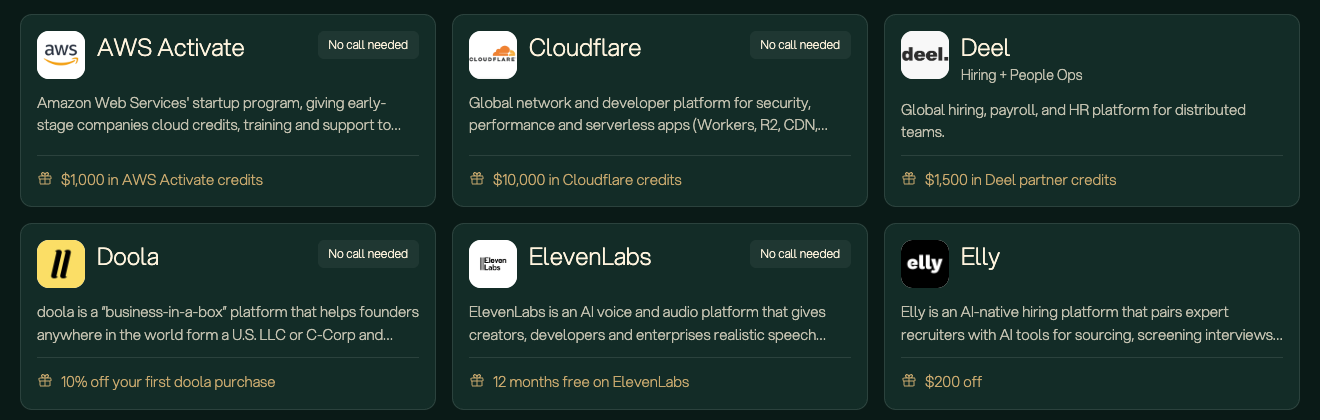 aws
AWS Activate
No call needed
Amazon Web Services' startup program, giving early-
stage companies cloud credits, training and support to...
$1,000 in AWS Activate credits
CLOUDFLARE
Cloudflare
No call needed
Global network and developer platform for security,
performance and serverless apps (Workers, R2, CDN,...
$10,000 in Cloudflare credits
deel.
Deel
Hiring + People Ops
Global hiring, payroll, and HR platform for distributed
teams.
$1,500 in Deel partner credits
Doola
No call needed
doola is a "business-in-a-box" platform that helps founders
anywhere in the world form a U.S. LLC or C-Corp and...
10% off your first doola purchase
||Eleven
Labs
ElevenLabs
No call needed
ElevenLabs is an AI voice and audio platform that gives
creators, developers and enterprises realistic speech...
12 months free on ElevenLabs
elly
Elly
Elly is an AI-native hiring platform that pairs expert
recruiters with AI tools for sourcing, screening interviews...
$200 off